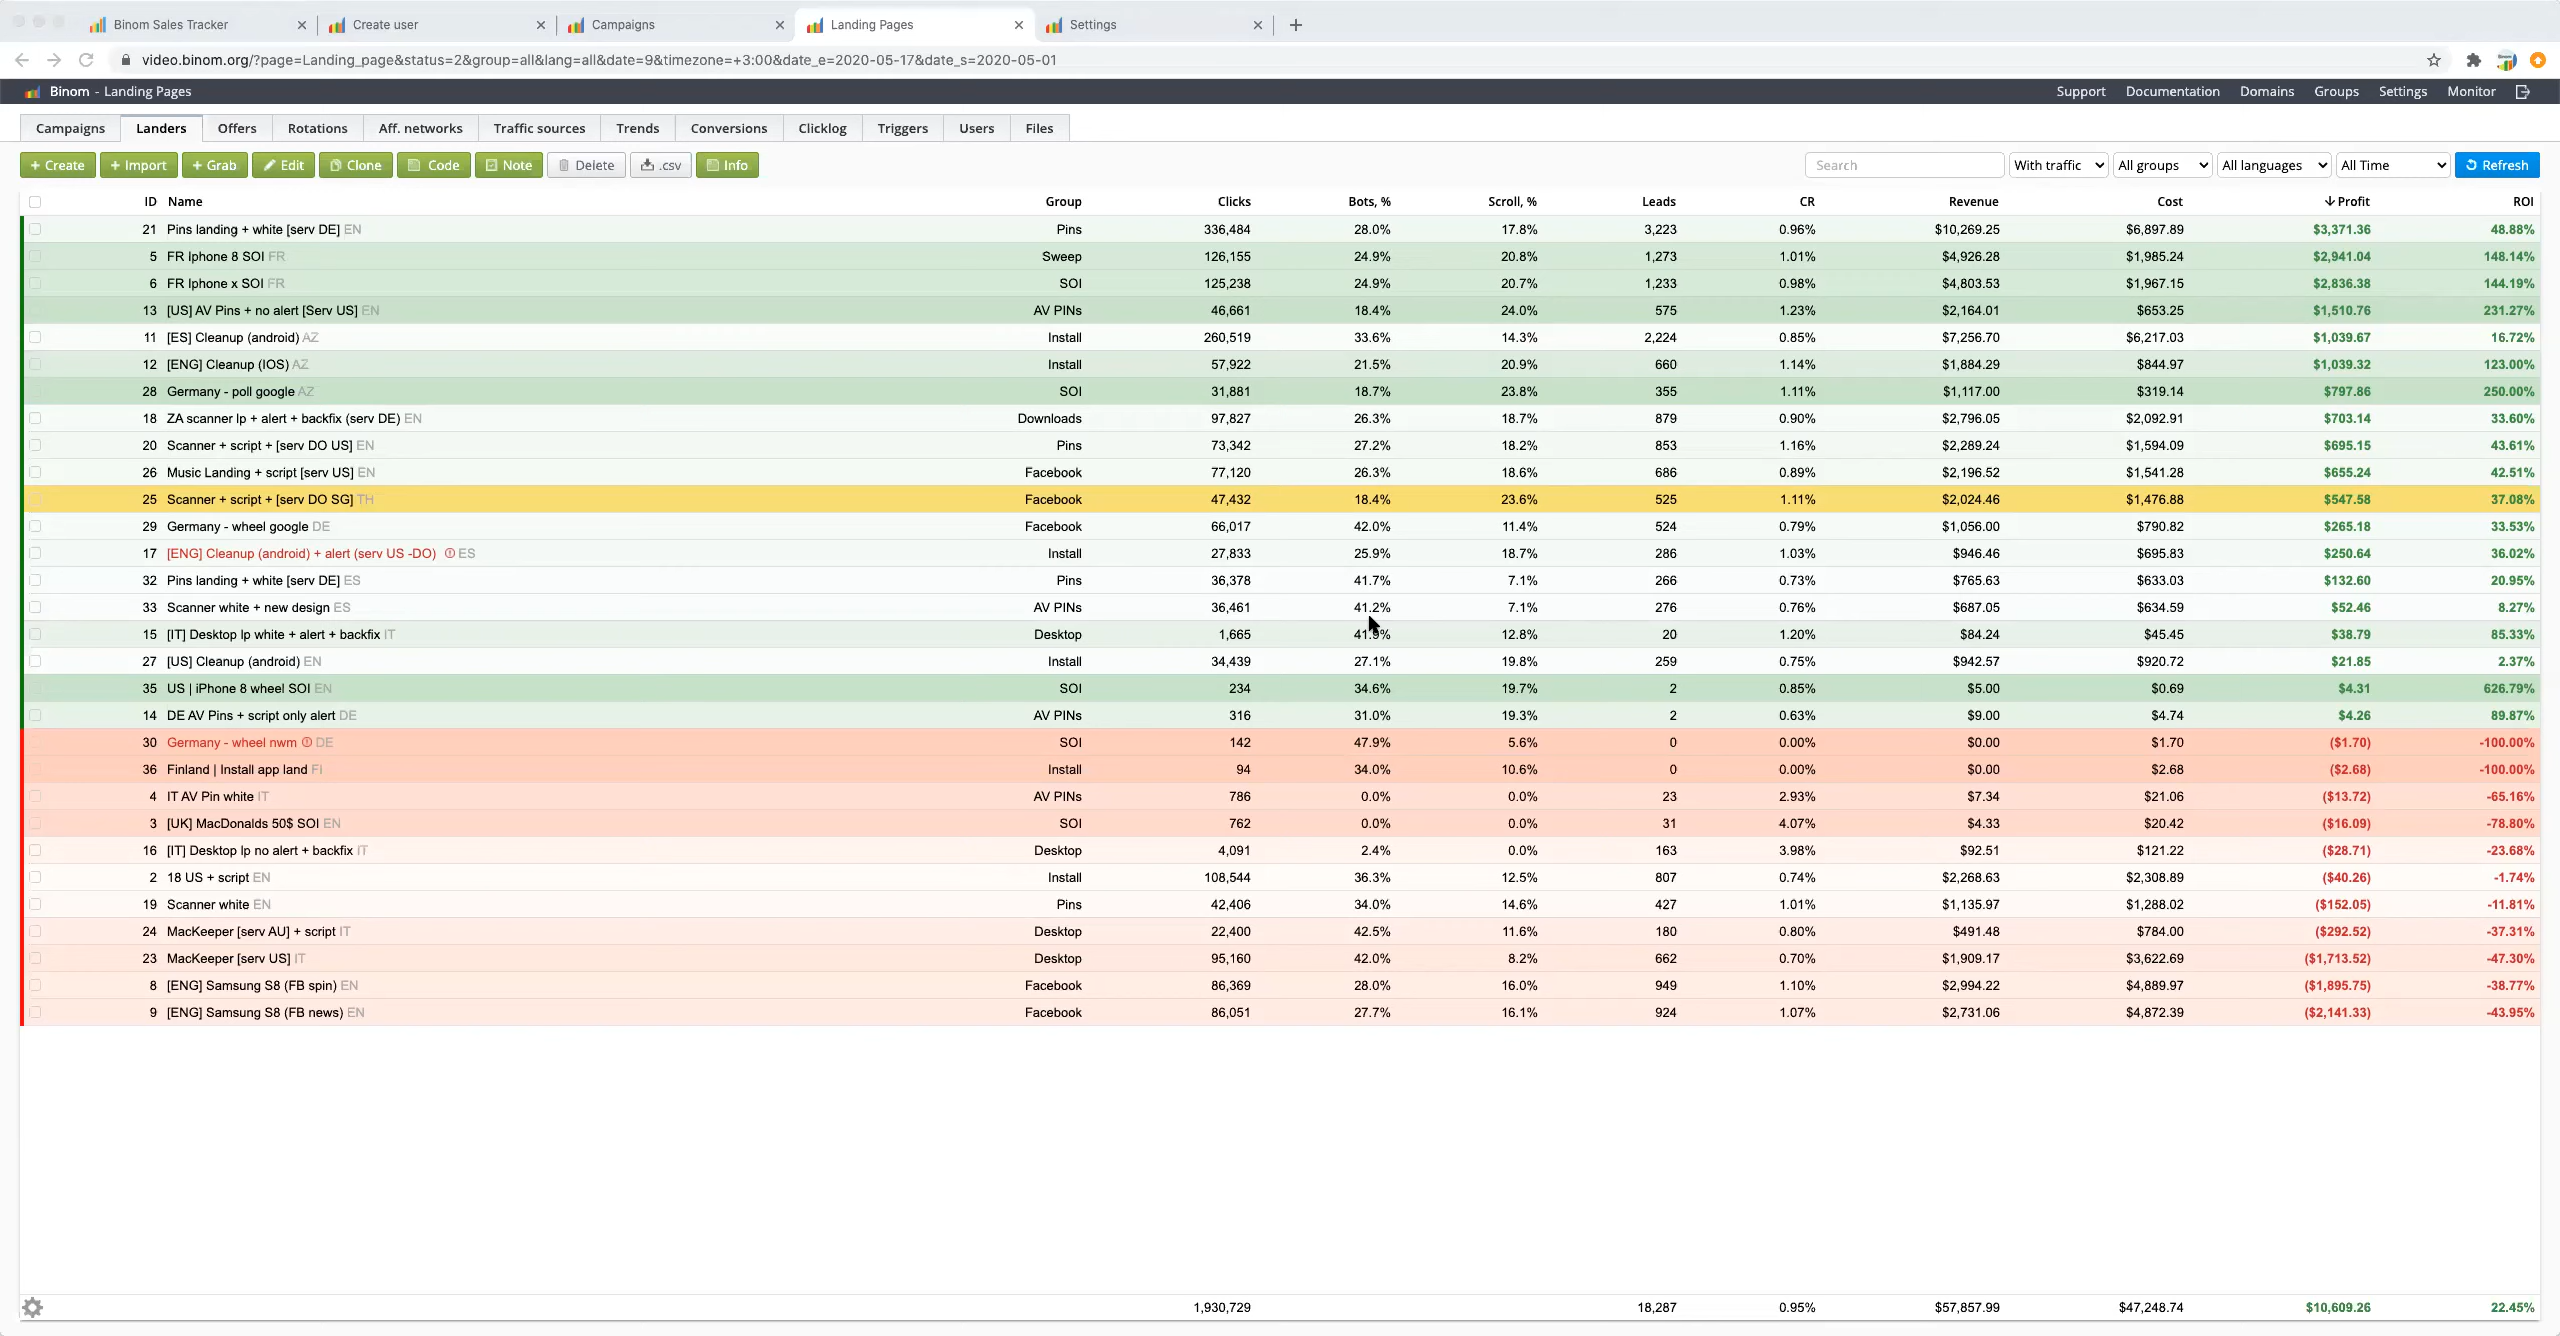 Binom Sales Tracker Create user Campaigns Landing Pages Settings
video.binom.org/?page=Landing_page&status=2&group=all&lang=all&date=9&timezone=+3:00&date_e=2020-05-17&date_s=2020-05-01
Binom - Landing Pages Support Documentation Domains Groups Settings Monitor
Campaigns Landers Offers Rotations Aff. networks Traffic sources Trends Conversions Clicklog Triggers Users Files
+ Create + Import + Grab Edit Clone Code Note Delete .csv Info Search With traffic All groups All languages All Time Refresh
ID Name Group Clicks Bots, % Scroll, % Leads CR Revenue Cost Profit ROI
21 Pins landing + white [serv DE] EN Pins 336,484 28.0% 17.8% 3,223 0.96% $10,269.25 $6,897.89 $3,371.36 48.88%
5 FR Iphone 8 SOI FR Sweep 126,155 24.9% 20.8% 1,273 1.01% $4,926.28 $1,985.24 $2,941.04 148.14%
6 FR Iphone x SOI FR SOI 125,238 24.9% 20.7% 1,233 0.98% $4,803.53 $1,967.15 $2,836.38 144.19%
13 [US] AV Pins + no alert [Serv US] EN AV PINs 46,661 18.4% 24.0% 575 1.23% $2,164.01 $653.25 $1,510.76 231.27%
11 [ES] Cleanup (android) AZ Install 260,519 33.6% 14.3% 2,224 0.85% $7,256.70 $6,217.03 $1,039.67 16.72%
12 [ENG] Cleanup (IOS) AZ Install 57,922 21.5% 20.9% 660 1.14% $1,884.29 $844.97 $1,039.32 123.00%
28 Germany - poll google AZ SOI 31,881 18.7% 23.8% 355 1.11% $1,117.00 $319.14 $797.86 250.00%
18 ZA scanner lp + alert + backfix (serv DE) EN Downloads 97,827 26.3% 18.7% 879 0.90% $2,796.05 $2,092.91 $703.14 33.60%
20 Scanner + script + [serv DO US] EN Pins 73,342 27.2% 18.2% 853 1.16% $2,289.24 $1,594.09 $695.15 43.61%
26 Music Landing + script [serv US] EN Facebook 77,120 26.3% 18.6% 686 0.89% $2,196.52 $1,541.28 $655.24 42.51%
25 Scanner + script + [serv DO SG] TH Facebook 47,432 18.4% 23.6% 525 1.11% $2,024.46 $1,476.88 $547.58 37.08%
29 Germany - wheel google DE Facebook 66,017 42.0% 11.4% 524 0.79% $1,056.00 $790.82 $265.18 33.53%
17 [ENG] Cleanup (android) + alert (serv US -DO) ES Install 27,833 25.9% 18.7% 286 1.03% $946.46 $695.83 $250.64 36.02%
32 Pins landing + white [serv DE] ES Pins 36,378 41.7% 7.1% 266 0.73% $765.63 $633.03 $132.60 20.95%
33 Scanner white + new design ES AV PINs 36,461 41.2% 7.1% 276 0.76% $687.05 $634.59 $52.46 8.27%
15 [IT] Desktop lp white + alert + backfix IT Desktop 1,665 41.9% 12.8% 20 1.20% $84.24 $45.45 $38.79 85.33%
27 [US] Cleanup (android) EN Install 34,439 27.1% 19.8% 259 0.75% $942.57 $920.72 $21.85 2.37%
35 US | iPhone 8 wheel SOI EN SOI 234 34.6% 19.7% 2 0.85% $5.00 $0.69 $4.31 626.79%
14 DE AV Pins + script only alert DE AV PINs 316 31.0% 19.3% 2 0.63% $9.00 $4.74 $4.26 89.87%
30 Germany - wheel nwm DE SOI 142 47.9% 5.6% 0 0.00% $0.00 $1.70 ($1.70) -100.00%
36 Finland | Install app land FI Install 94 34.0% 10.6% 0 0.00% $0.00 $2.68 ($2.68) -100.00%
4 IT AV Pin white IT AV PINs 786 0.0% 0.0% 23 2.93% $7.34 $21.06 ($13.72) -65.16%
3 [UK] MacDonalds 50$ SOI EN SOI 762 0.0% 0.0% 31 4.07% $4.33 $20.42 ($16.09) -78.80%
16 [IT] Desktop lp no alert + backfix IT Desktop 4,091 2.4% 0.0% 163 3.98% $92.51 $121.22 ($28.71) -23.68%
2 18 US + script EN Install 108,544 36.3% 12.5% 807 0.74% $2,268.63 $2,308.89 ($40.26) -1.74%
19 Scanner white EN Pins 42,406 34.0% 14.6% 427 1.01% $1,135.97 $1,288.02 ($152.05) -11.81%
24 MacKeeper [serv AU] + script IT Desktop 22,400 42.5% 11.6% 180 0.80% $491.48 $784.00 ($292.52) -37.31%
23 MacKeeper [serv US] IT Desktop 95,160 42.0% 8.2% 662 0.70% $1,909.17 $3,622.69 ($1,713.52) -47.30%
8 [ENG] Samsung S8 (FB spin) EN Facebook 86,369 28.0% 16.0% 949 1.10% $2,994.22 $4,889.97 ($1,895.75) -38.77%
9 [ENG] Samsung S8 (FB news) EN Facebook 86,051 27.7% 16.1% 924 1.07% $2,731.06 $4,872.39 ($2,141.33) -43.95%
1,930,729 18,287 0.95% $57,857.99 $47,248.74 $10,609.26 22.45%